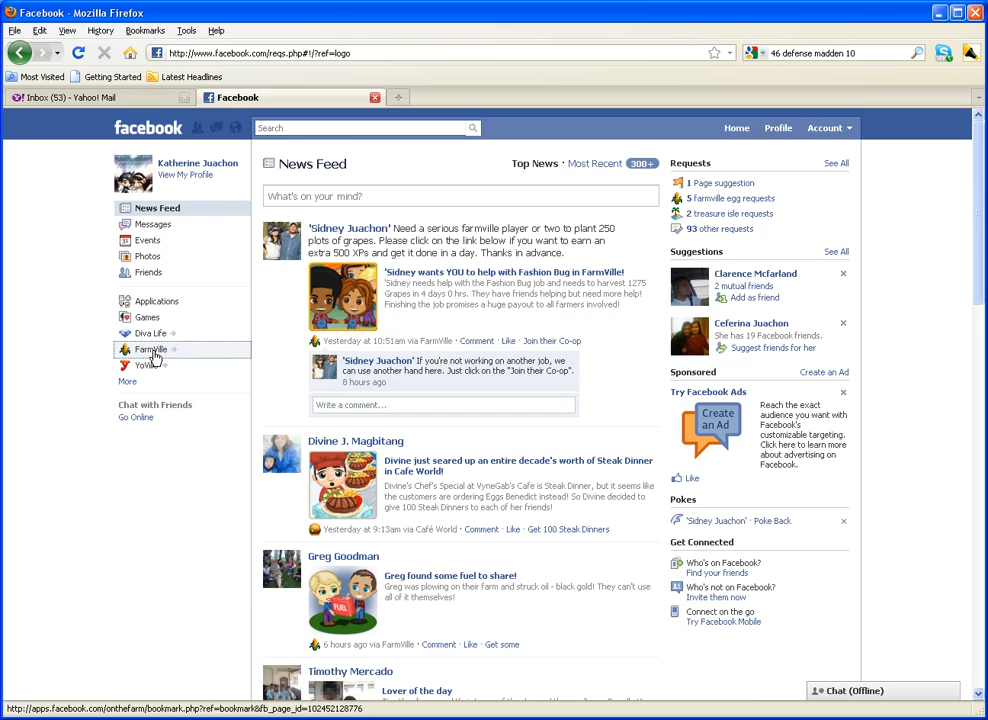 Facebook - Mozilla Firefox
File Edit View History Bookmarks Tools Help
http://www.facebook.com/reqs.php#!/?ref=logo
46 defense madden 10
Most Visited Getting Started Latest Headlines
Inbox (53) - Yahoo! Mail
Facebook
facebook
Search
Home Profile Account
Katherine Juachon
View My Profile
News Feed
Messages
Events
Photos
Friends
Applications
Games
Diva Life
FarmVille
More
Chat with Friends
Go Online
News Feed
Top News · Most Recent 300+
What's on your mind?
'Sidney Juachon' Need a serious farmville player or two to plant 250
plots of grapes. Please click on the link below if you want to earn an
extra 500 XPs and get it done in a day. Thanks in advance.
'Sidney wants YOU to help with Fashion Bug in FarmVille!
'Sidney needs help with the Fashion Bug job and needs to harvest 1275
Grapes in 4 days 0 hrs. They have friends helping but need more help!
Finishing the job promises a huge payout to all farmers involved!
Yesterday at 10:51am via FarmVille · Comment · Like · Join their Co-op
'Sidney Juachon' If you're not working on another job, we
can use another hand here. Just click on the "Join their Co-op".
8 hours ago
Write a comment...
Divine J. Magbitang
Divine just seared up an entire decade's worth of Steak Dinner
in Cafe World!
Divine's Chef's Special at VyneGab's Cafe is Steak Dinner, but it seems like
the customers are ordering Eggs Benedict instead! So Divine decided to
give 100 Steak Dinners to each of her friends!
Yesterday at 9:13am via Café World · Comment · Like · Get 100 Steak Dinners
Greg Goodman
Greg found some fuel to share!
Greg was plowing on their farm and struck oil - black gold! They can't use
all of it themselves!
FUEL
6 hours ago via FarmVille · Comment · Like · Get some
Timothy Mercado
Lover of the day
Requests See All
1 Page suggestion
5 farmville egg requests
2 treasure isle requests
93 other requests
Suggestions See All
Clarence Mcfarland
2 mutual friends
Add as friend
Ceferina Juachon
She has 19 Facebook friends.
Suggest friends for her
Sponsored Create an Ad
Try Facebook Ads
Create
an Ad
Reach the exact
audience you want with
Facebook's
customizable targeting.
Click here to learn more
about advertising on
Facebook.
Like
Pokes
'Sidney Juachon' · Poke Back
Get Connected
Who's on Facebook?
Find your friends
Who's not on Facebook?
Invite them now
Connect on the go
Try Facebook Mobile
Chat (Offline)
http://apps.facebook.com/onthefarm/bookmark.php?ref=bookmark&fb_page_id=102452128776